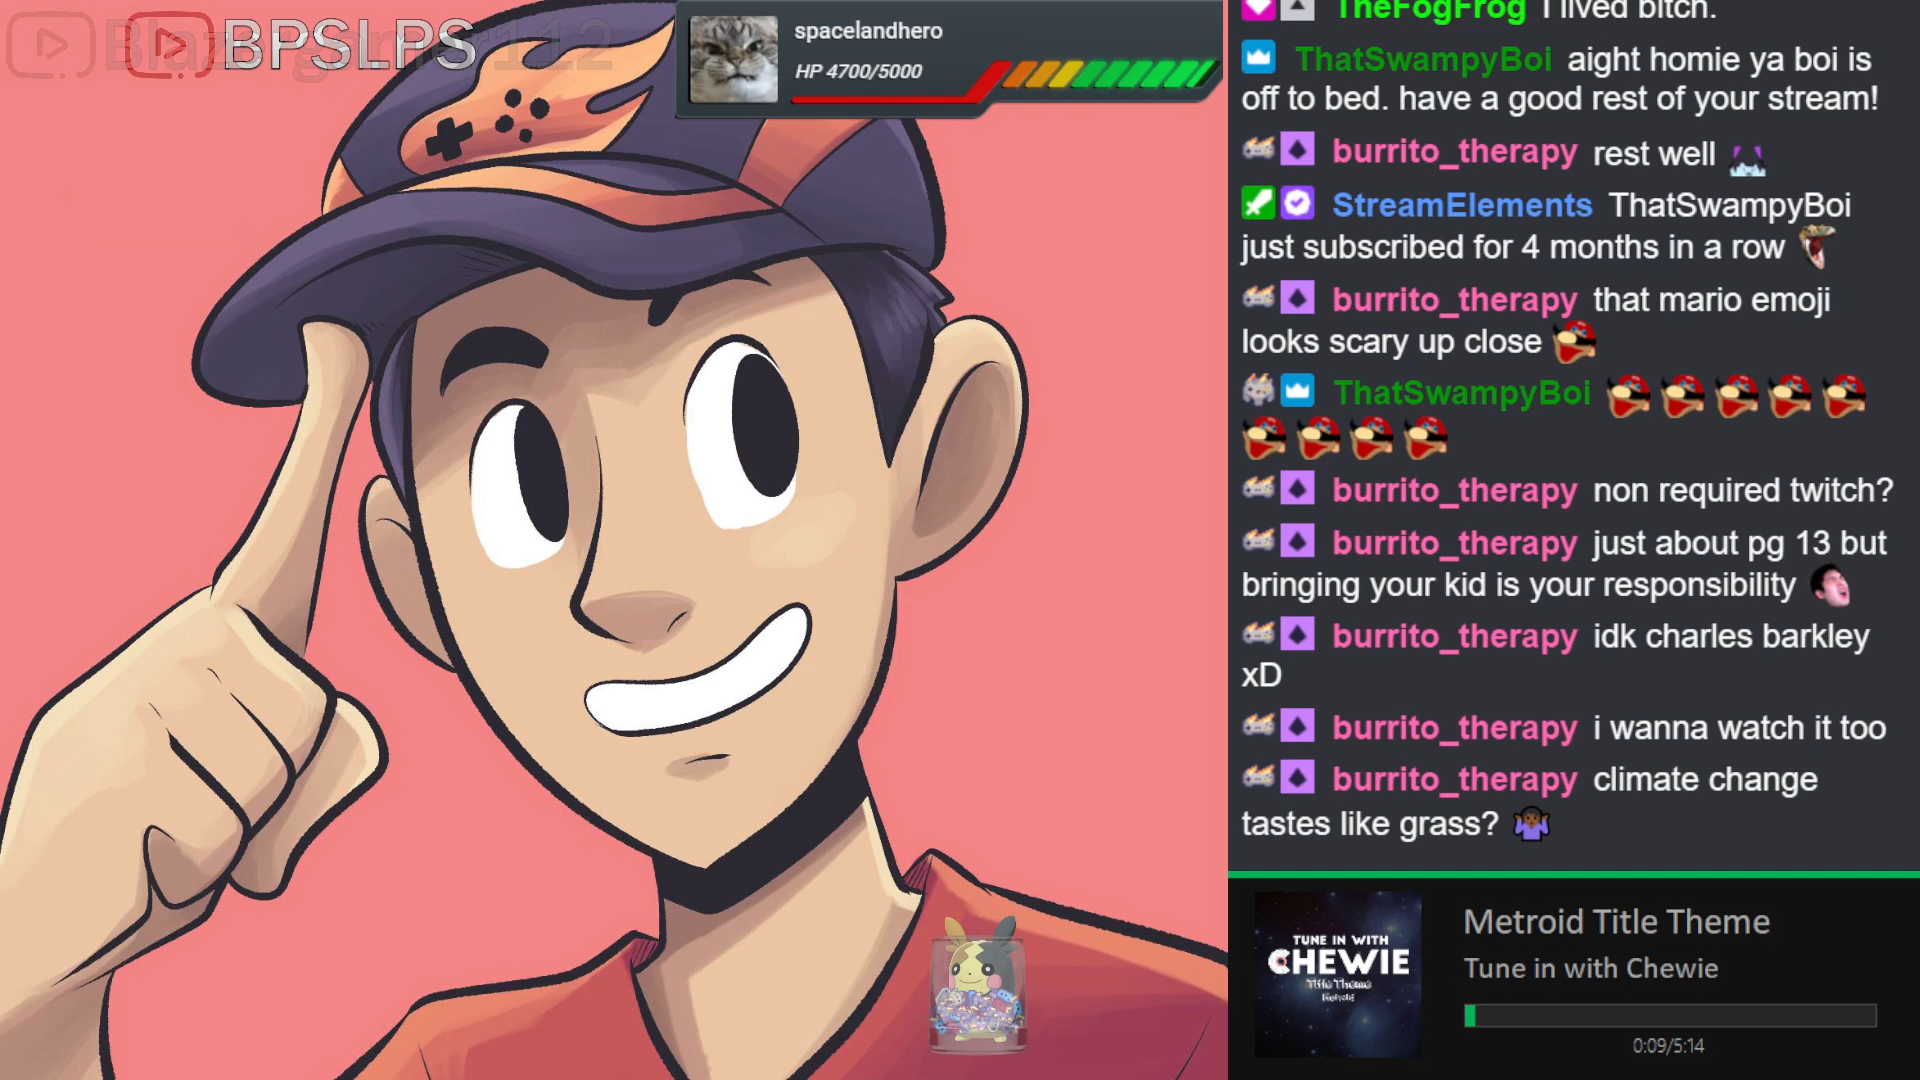 BPSLPS
spacelandhero
HP 4700/5000
TheFogFrog I lived bitch.
ThatSwampyBoi aight homie ya boi is
off to bed. have a good rest of your stream!
burrito_therapy rest well
StreamElements ThatSwampyBoi
just subscribed for 4 months in a row
burrito_therapy that mario emoji
looks scary up close
ThatSwampyBoi
burrito_therapy non required twitch?
burrito_therapy just about pg 13 but
bringing your kid is your responsibility
burrito_therapy idk charles barkley
xD
burrito_therapy i wanna watch it too
burrito_therapy climate change
tastes like grass?
TUNE IN WITH
CHEWIE
Title Theme
Metroid
Metroid Title Theme
Tune in with Chewie
0:09/5:14